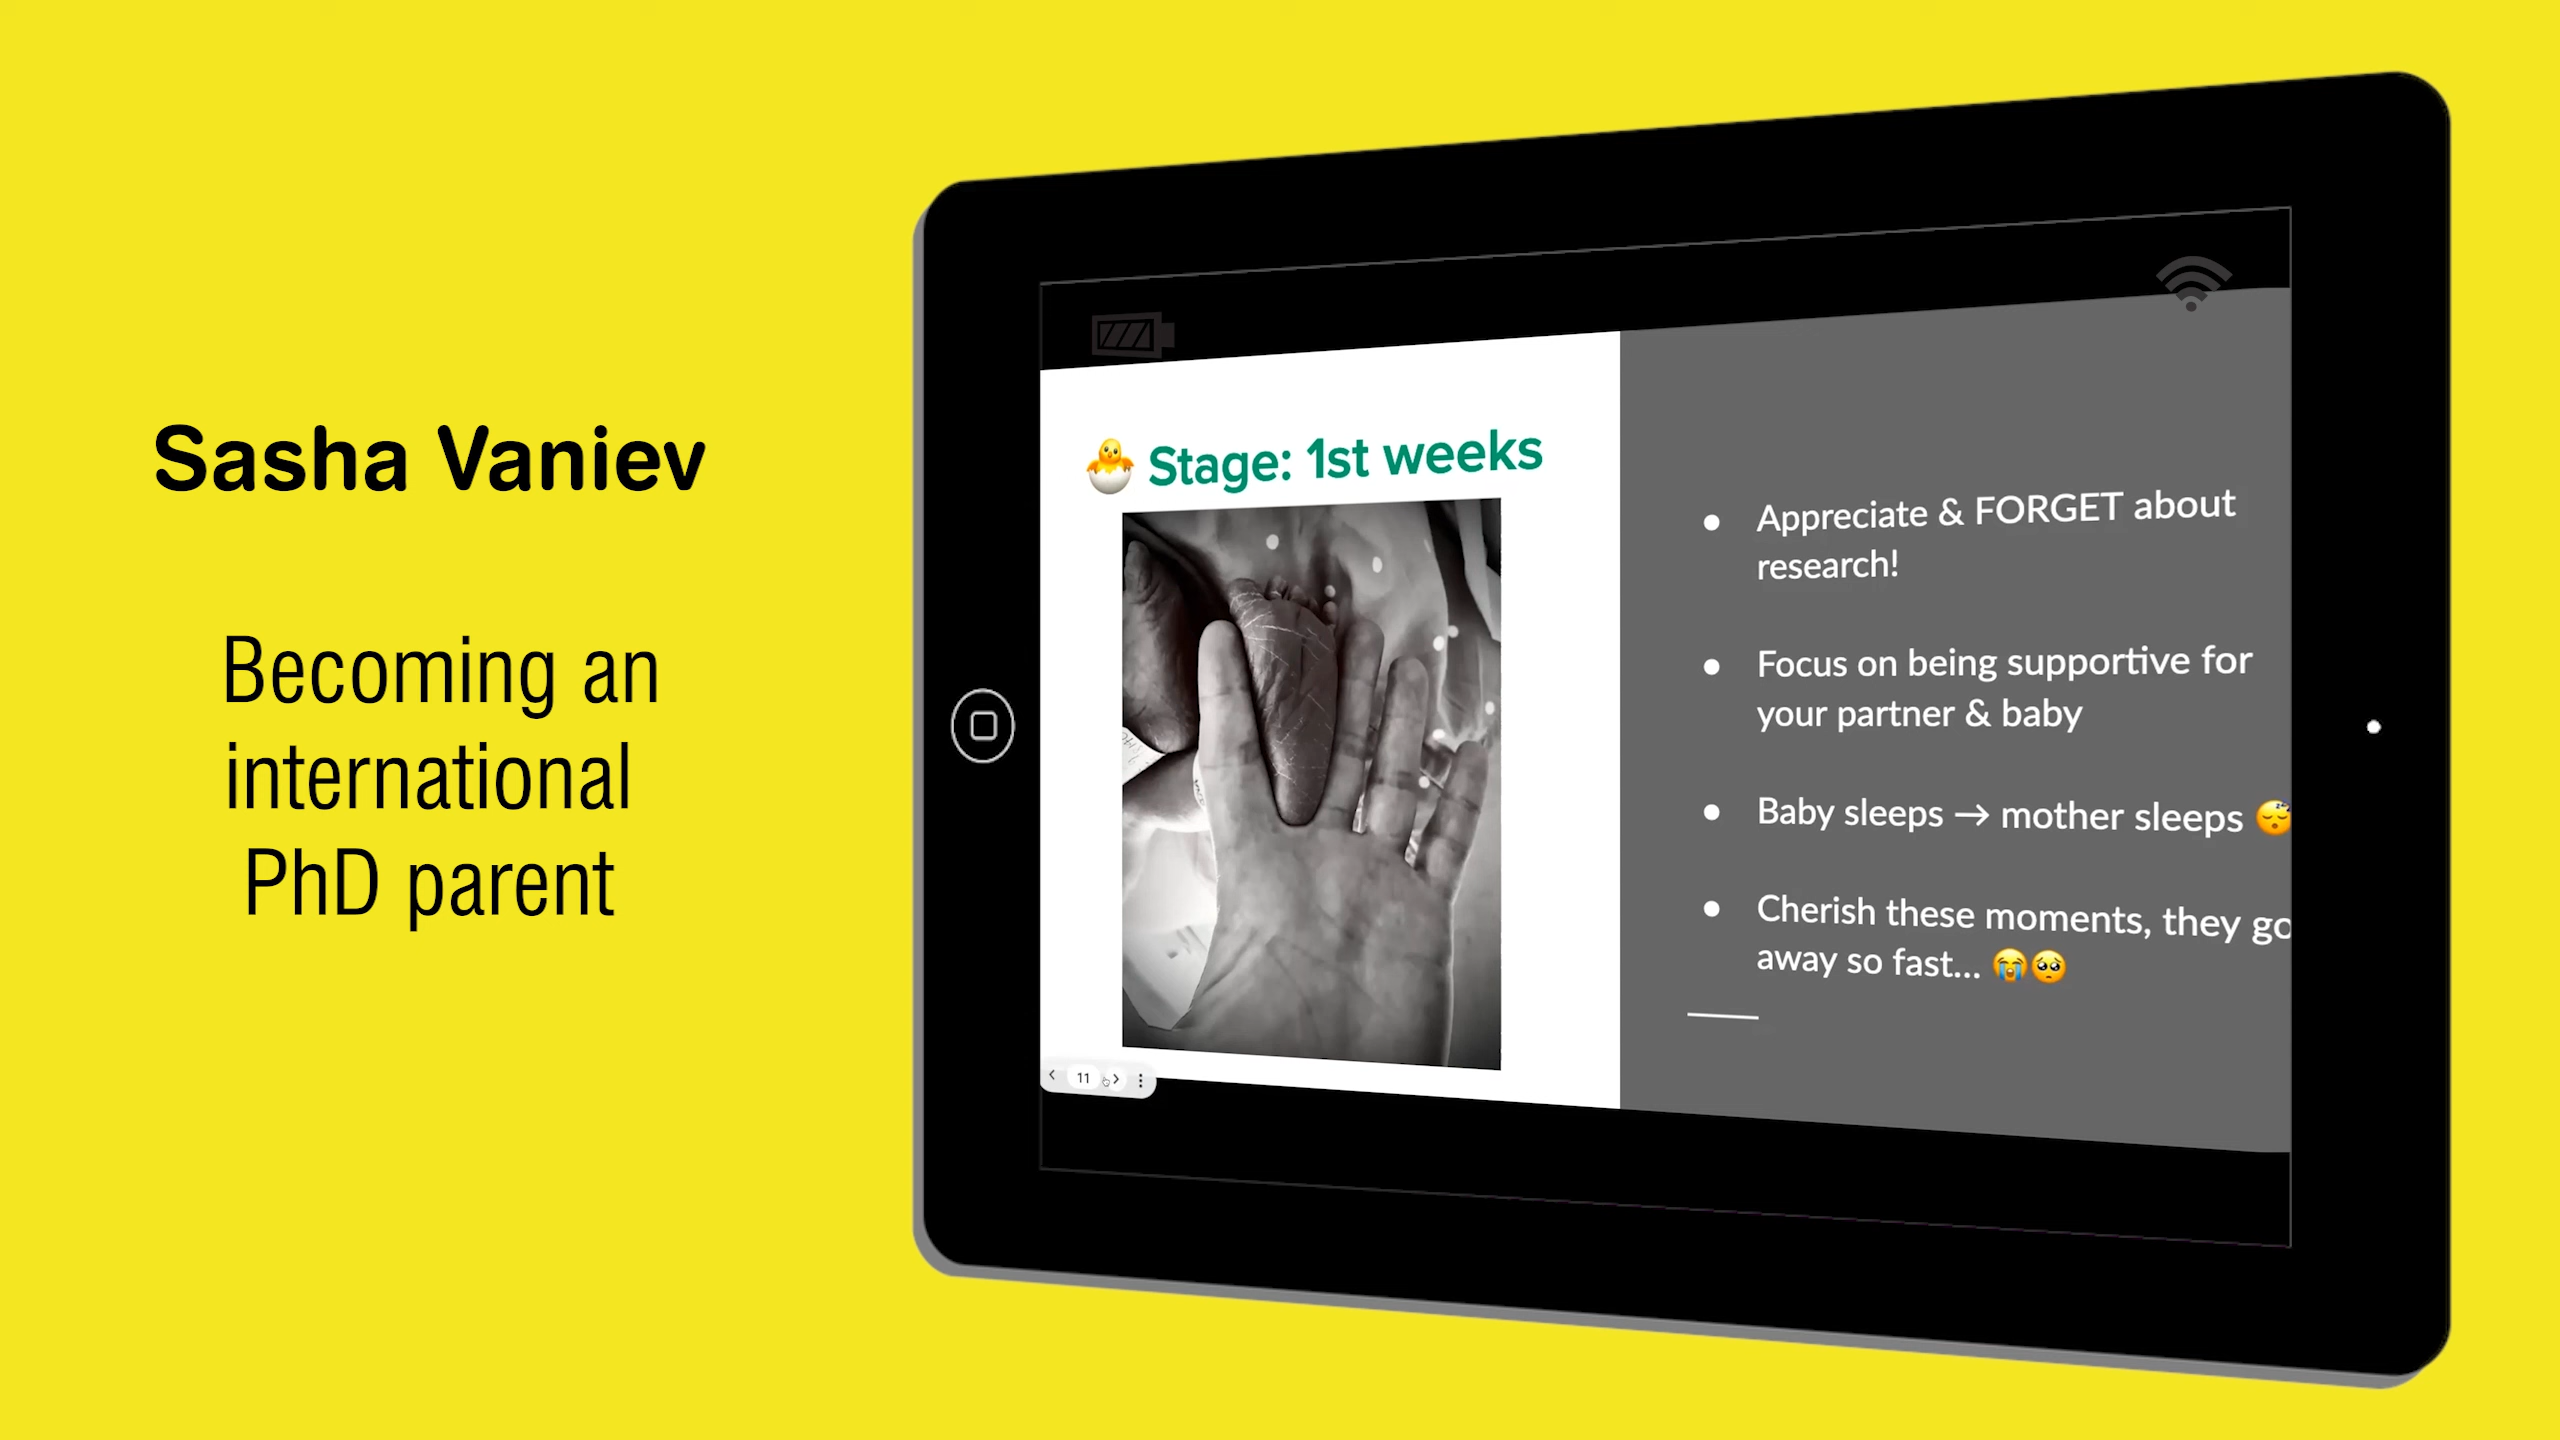 Sasha Vaniev
Becoming an
international
PhD parent
🐣 Stage: 1st weeks
● Appreciate & FORGET about
research!
● Focus on being supportive for
your partner & baby
● Baby sleeps → mother sleeps 😴
● Cherish these moments, they go
away so fast... 😭🥺
11